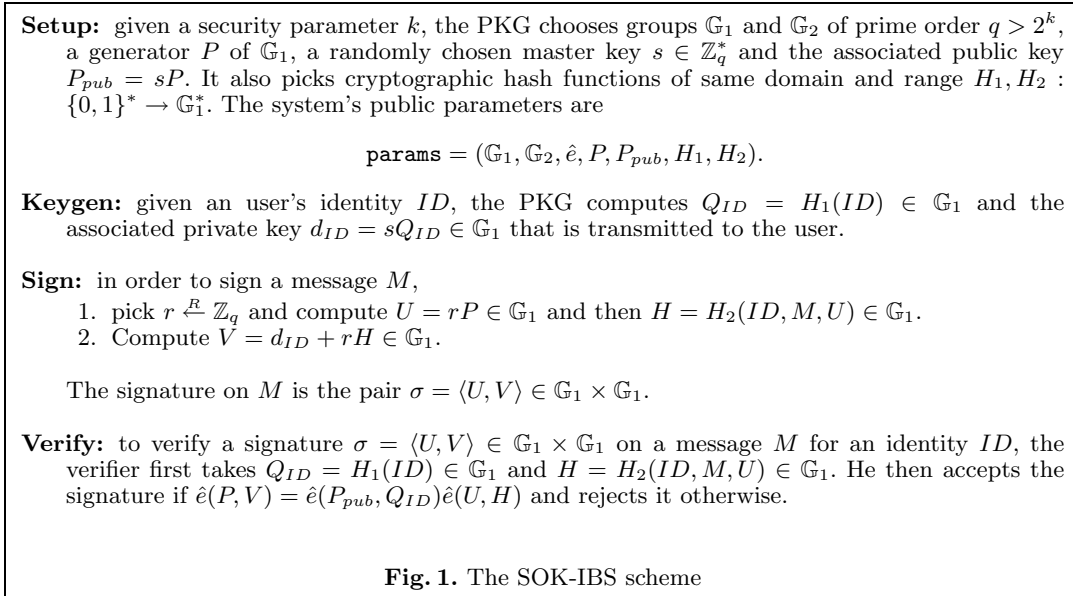 Setup: given a security parameter k, the PKG chooses groups 𝔾₁ and 𝔾₂ of prime order q > 2^k,
a generator P of 𝔾₁, a randomly chosen master key s ∈ ℤ_q^* and the associated public key
P_pub = sP. It also picks cryptographic hash functions of same domain and range H₁, H₂ :
{0, 1}^* → 𝔾₁^*. The system's public parameters are
params = (𝔾₁, 𝔾₂, ê, P, P_pub, H₁, H₂).
Keygen: given an user's identity ID, the PKG computes Q_ID = H₁(ID) ∈ 𝔾₁ and the
associated private key d_ID = sQ_ID ∈ 𝔾₁ that is transmitted to the user.
Sign: in order to sign a message M,
1. pick r ←^R ℤ_q and compute U = rP ∈ 𝔾₁ and then H = H₂(ID, M, U) ∈ 𝔾₁.
2. Compute V = d_ID + rH ∈ 𝔾₁.
The signature on M is the pair σ = ⟨U, V⟩ ∈ 𝔾₁ × 𝔾₁.
Verify: to verify a signature σ = ⟨U, V⟩ ∈ 𝔾₁ × 𝔾₁ on a message M for an identity ID, the
verifier first takes Q_ID = H₁(ID) ∈ 𝔾₁ and H = H₂(ID, M, U) ∈ 𝔾₁. He then accepts the
signature if ê(P, V) = ê(P_pub, Q_ID)ê(U, H) and rejects it otherwise.
Fig. 1. The SOK-IBS scheme